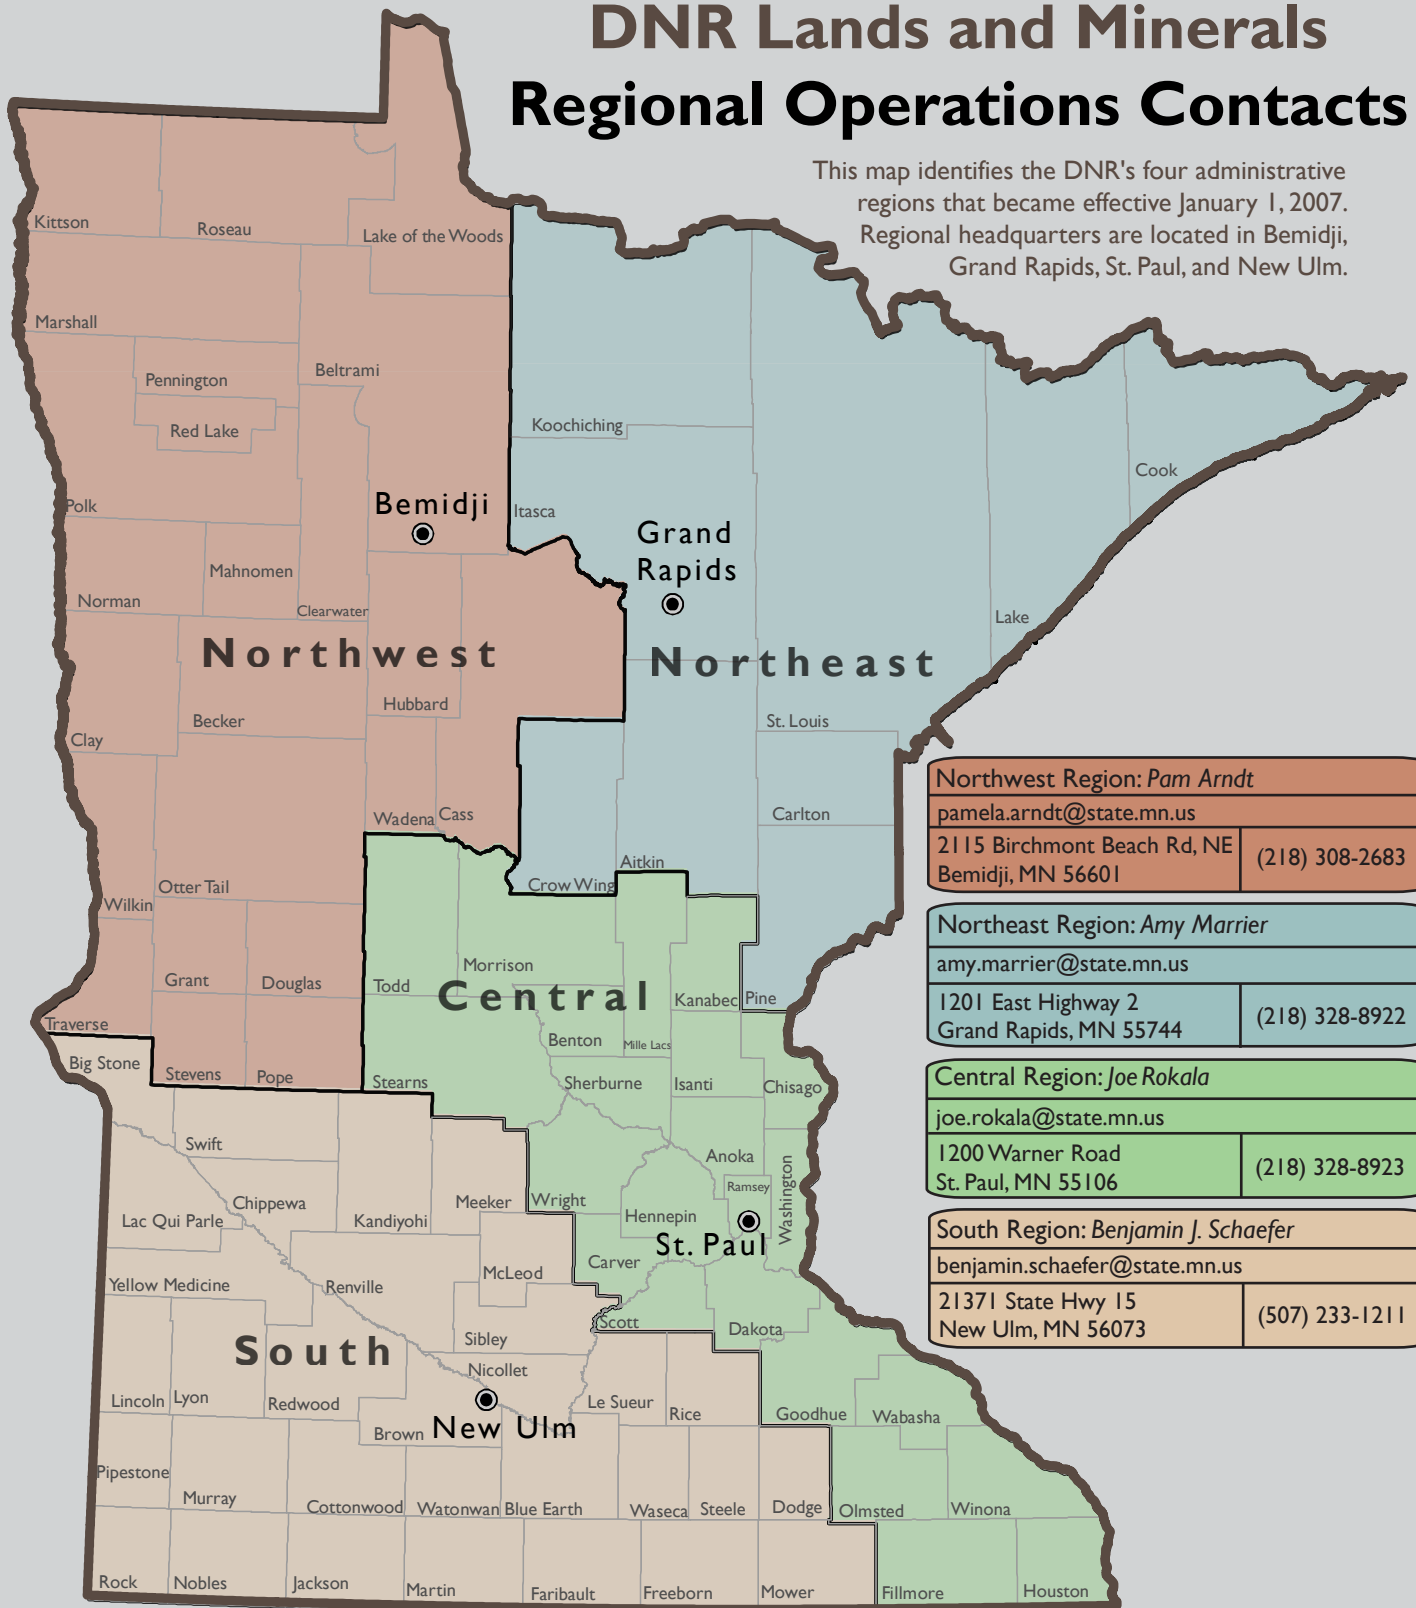 DNR Lands and Minerals
Regional Operations Contacts
This map identifies the DNR's four administrative
regions that became effective January 1, 2007.
Regional headquarters are located in Bemidji,
Grand Rapids, St. Paul, and New Ulm.
Kittson
Roseau
Lake of the Woods
Marshall
Beltrami
Pennington
Red Lake
Koochiching
Cook
Polk
Bemidji
Itasca
Grand
Rapids
Mahnomen
Norman
Clearwater
Lake
Northwest
Northeast
Hubbard
Becker
St. Louis
Clay
Wadena
Cass
Carlton
Aitkin
Crow Wing
Otter Tail
Wilkin
Morrison
Grant
Douglas
Todd
Central
Kanabec
Pine
Traverse
Benton
Mille Lacs
Big Stone
Stevens
Pope
Stearns
Sherburne
Isanti
Chisago
Swift
Anoka
Ramsey
Washington
Chippewa
Meeker
Wright
Lac Qui Parle
Kandiyohi
Hennepin
St. Paul
Carver
McLeod
Yellow Medicine
Renville
Scott
Dakota
Sibley
South
Nicollet
Lincoln
Lyon
Redwood
Le Sueur
Rice
Goodhue
Wabasha
Brown
New Ulm
Pipestone
Murray
Cottonwood
Watonwan
Blue Earth
Waseca
Steele
Dodge
Olmsted
Winona
Rock
Nobles
Jackson
Martin
Faribault
Freeborn
Mower
Fillmore
Houston
Northwest Region: Pam Arndt
pamela.arndt@state.mn.us
2115 Birchmont Beach Rd, NE
Bemidji, MN 56601
(218) 308-2683
Northeast Region: Amy Marrier
amy.marrier@state.mn.us
1201 East Highway 2
Grand Rapids, MN 55744
(218) 328-8922
Central Region: Joe Rokala
joe.rokala@state.mn.us
1200 Warner Road
St. Paul, MN 55106
(218) 328-8923
South Region: Benjamin J. Schaefer
benjamin.schaefer@state.mn.us
21371 State Hwy 15
New Ulm, MN 56073
(507) 233-1211